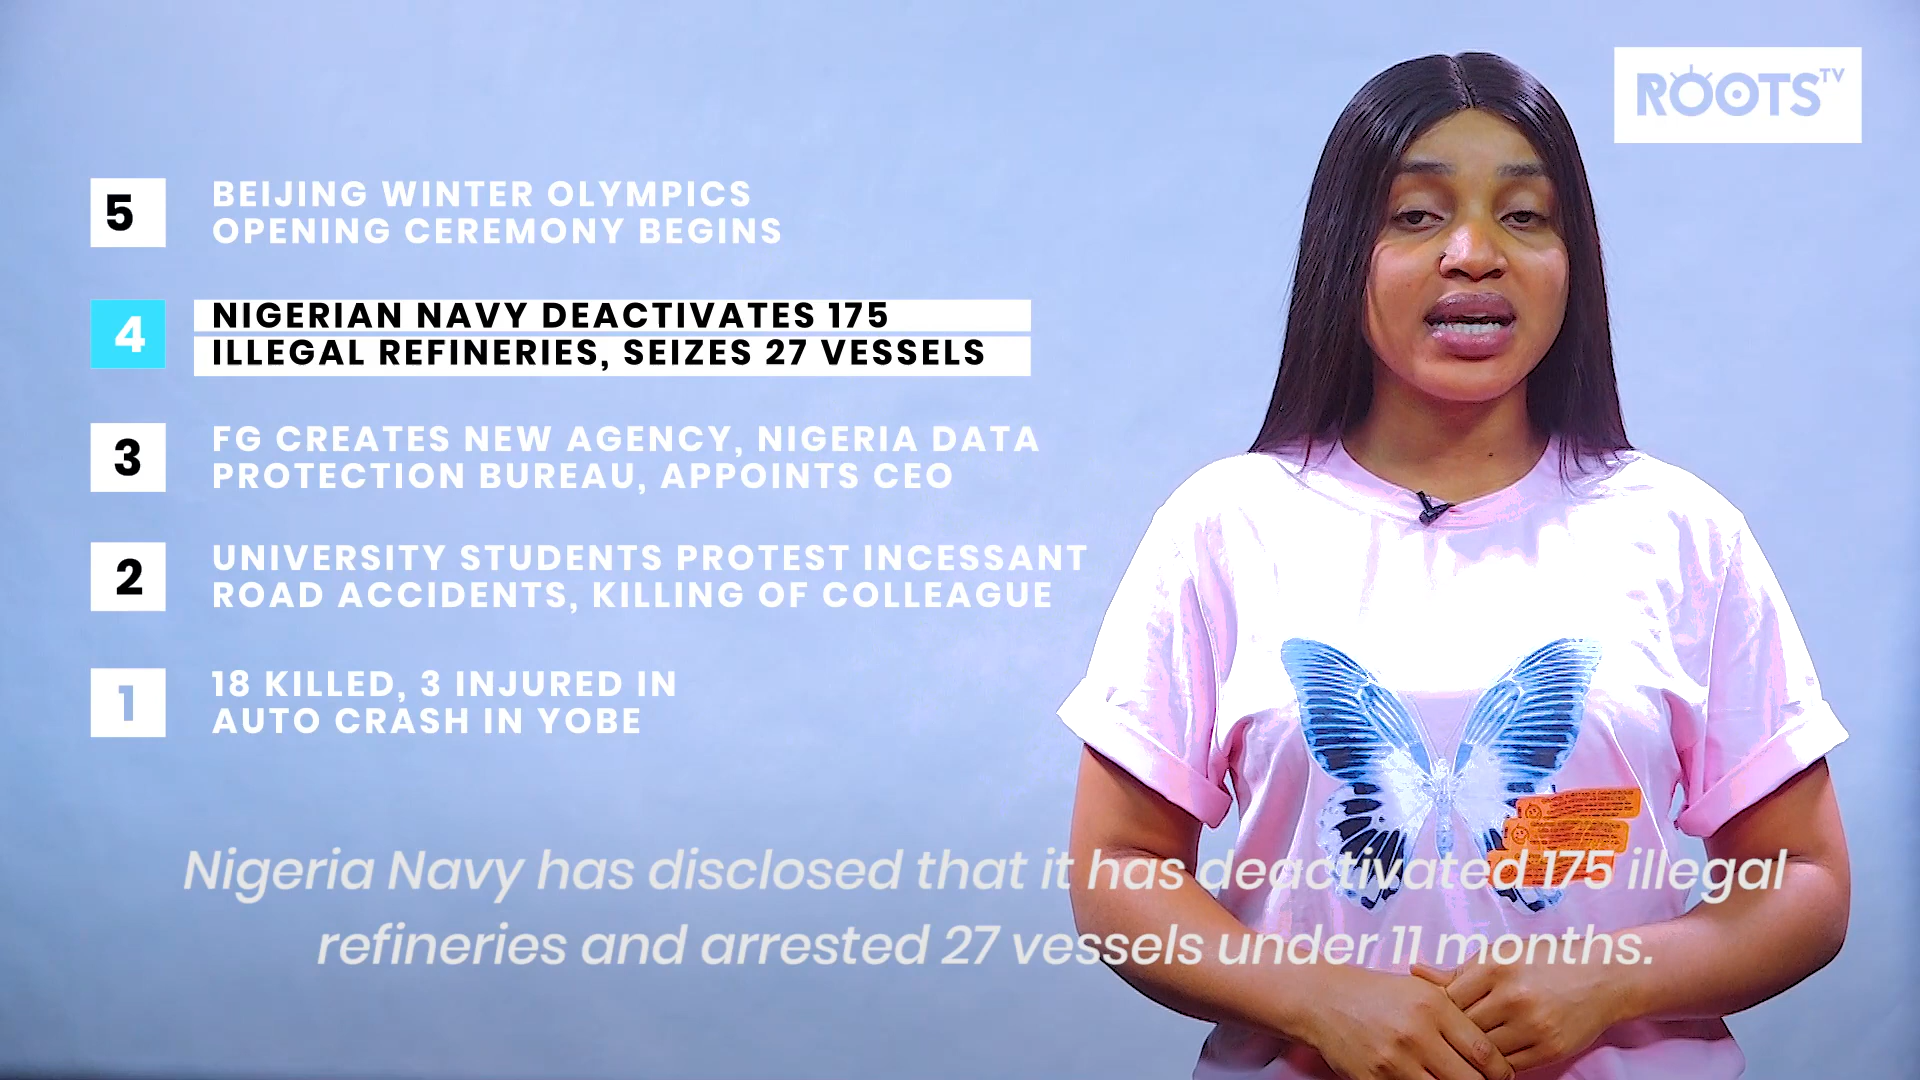 ROOTS TV
5
BEIJING WINTER OLYMPICS
OPENING CEREMONY BEGINS
4
NIGERIAN NAVY DEACTIVATES 175
ILLEGAL REFINERIES, SEIZES 27 VESSELS
3
FG CREATES NEW AGENCY, NIGERIA DATA
PROTECTION BUREAU, APPOINTS CEO
2
UNIVERSITY STUDENTS PROTEST INCESSANT
ROAD ACCIDENTS, KILLING OF COLLEAGUE
1
18 KILLED, 3 INJURED IN
AUTO CRASH IN YOBE
Nigeria Navy has disclosed that it has deactivated 175 illegal
refineries and arrested 27 vessels under 11 months.